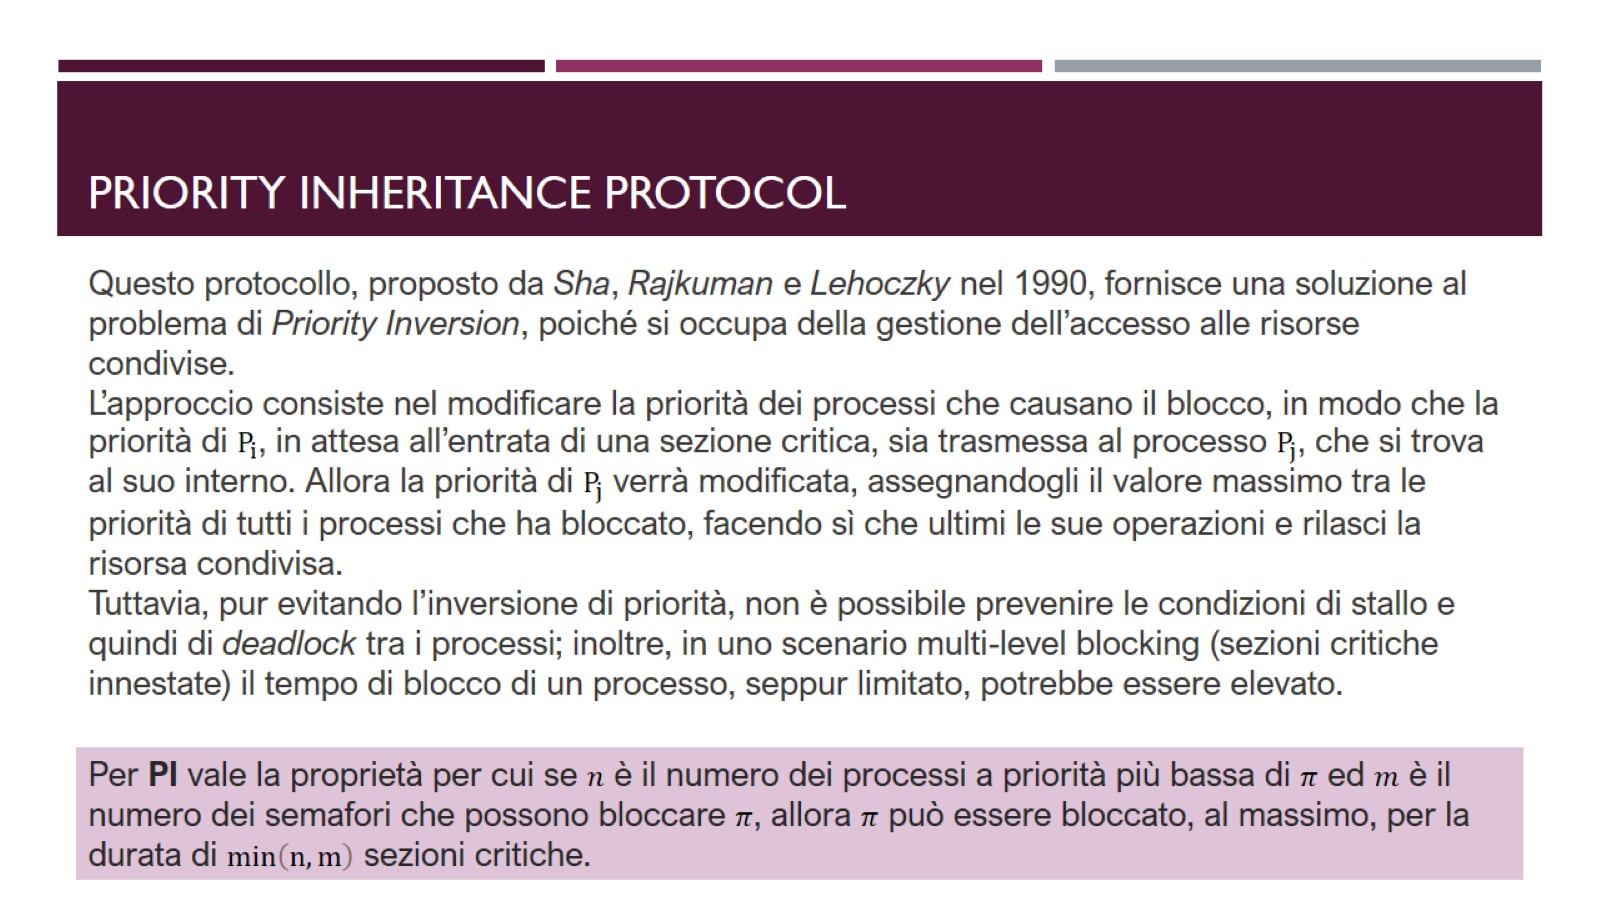 PRIORITY INHERITANCE PROTOCOL
Questo protocollo, proposto da Sha, Rajkuman e Lehoczky nel 1990, fornisce una soluzione al
problema di Priority Inversion, poiché si occupa della gestione dell’accesso alle risorse
condivise.
L’approccio consiste nel modificare la priorità dei processi che causano il blocco, in modo che la
priorità di Pᵢ, in attesa all’entrata di una sezione critica, sia trasmessa al processo Pⱼ, che si trova
al suo interno. Allora la priorità di Pⱼ verrà modificata, assegnandogli il valore massimo tra le
priorità di tutti i processi che ha bloccato, facendo sì che ultimi le sue operazioni e rilasci la
risorsa condivisa.
Tuttavia, pur evitando l’inversione di priorità, non è possibile prevenire le condizioni di stallo e
quindi di deadlock tra i processi; inoltre, in uno scenario multi-level blocking (sezioni critiche
innestate) il tempo di blocco di un processo, seppur limitato, potrebbe essere elevato.
Per PI vale la proprietà per cui se n è il numero dei processi a priorità più bassa di π ed m è il
numero dei semafori che possono bloccare π, allora π può essere bloccato, al massimo, per la
durata di min(n, m) sezioni critiche.